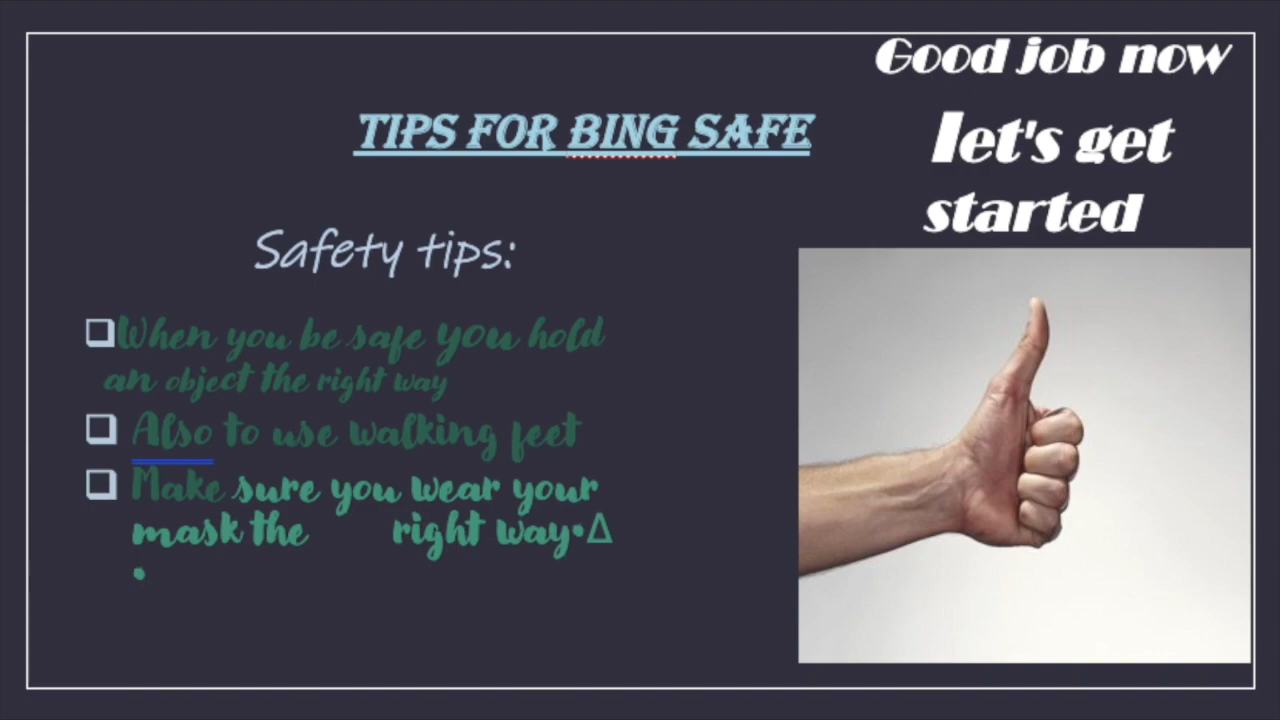 Good job now
let's get
started
TIPS FOR BING SAFE
Safety tips:
❑When you be safe you hold
an object the right way
❑ Also to use walking feet
❑ Make sure you wear your
mask the right way•Δ
•